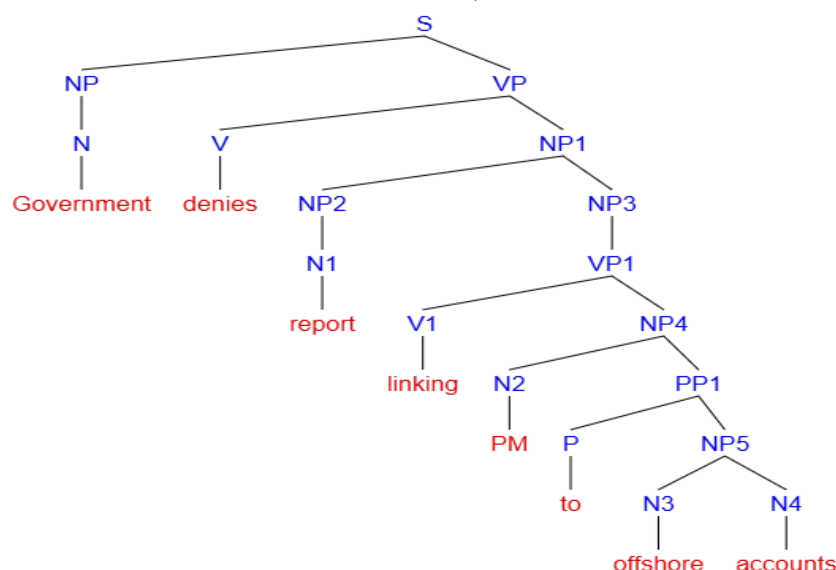 S
NP VP
N V NP1
Government denies NP2 NP3
N1 VP1
report V1 NP4
linking N2 PP1
PM P NP5
to N3 N4
offshore accounts